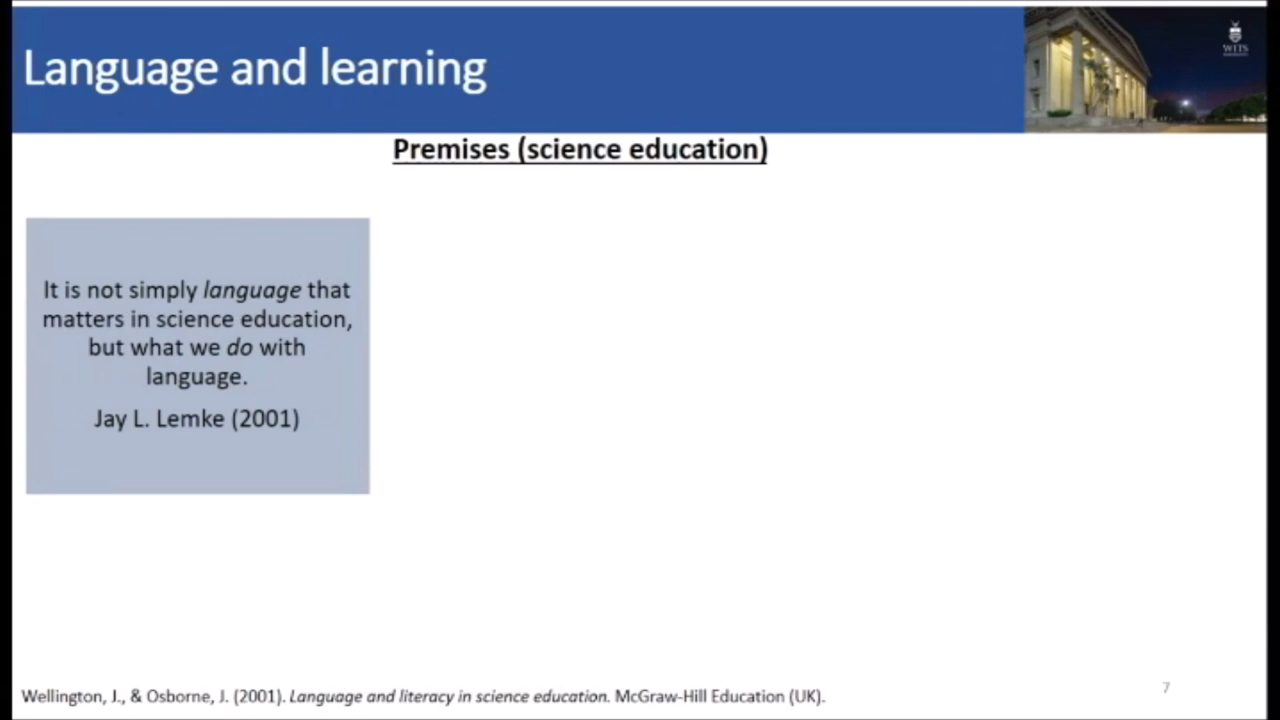 Language and learning
WITS
Premises (science education)
It is not simply language that
matters in science education,
but what we do with
language.
Jay L. Lemke (2001)
Wellington, J., & Osborne, J. (2001). Language and literacy in science education. McGraw-Hill Education (UK).
7